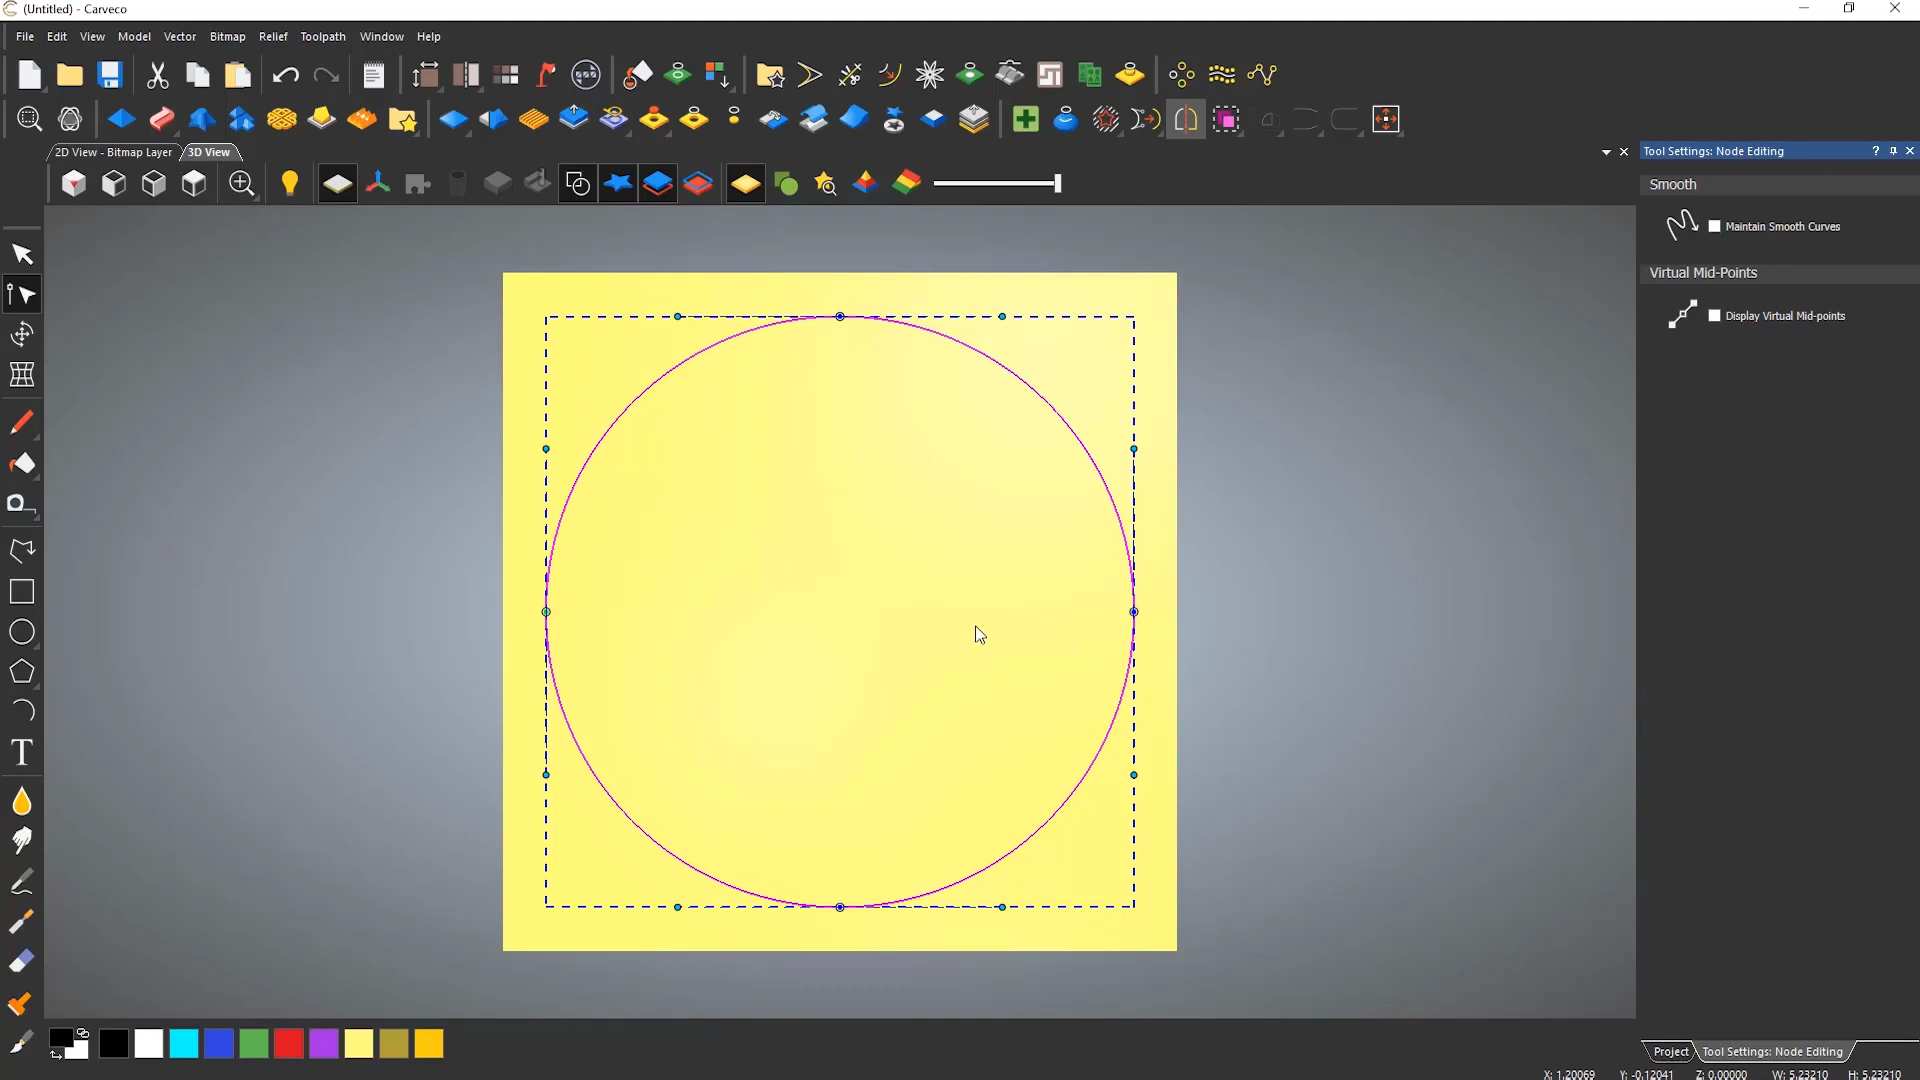 (Untitled) - Carveco
File Edit View Model Vector Bitmap Relief Toolpath Window Help
2D View - Bitmap Layer 3D View
Tool Settings: Node Editing
Smooth
Maintain Smooth Curves
Virtual Mid-Points
Display Virtual Mid-points
T
Project Tool Settings: Node Editing
X: 1.20069 Y: -0.12041 Z: 0.00000 W: 5.23210 H: 5.23210